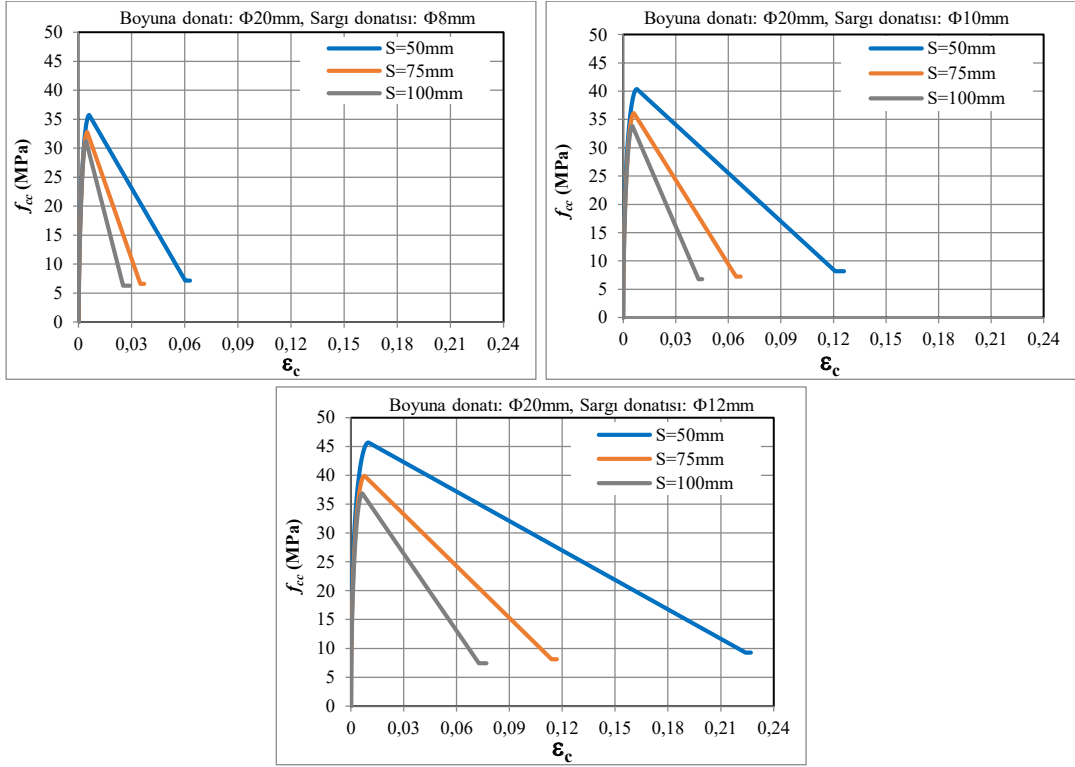 Boyuna donatı: Φ20mm, Sargı donatısı: Φ8mm
50
45
40
35
30
25
20
15
10
5
0
f_cc (MPa)
S=50mm
S=75mm
S=100mm
0 0,03 0,06 0,09 0,12 0,15 0,18 0,21 0,24
ε_c
Boyuna donatı: Φ20mm, Sargı donatısı: Φ10mm
50
45
40
35
30
25
20
15
10
5
0
f_cc (MPa)
S=50mm
S=75mm
S=100mm
0 0,03 0,06 0,09 0,12 0,15 0,18 0,21 0,24
ε_c
Boyuna donatı: Φ20mm, Sargı donatısı: Φ12mm
50
45
40
35
30
25
20
15
10
5
0
f_cc (MPa)
S=50mm
S=75mm
S=100mm
0 0,03 0,06 0,09 0,12 0,15 0,18 0,21 0,24
ε_c